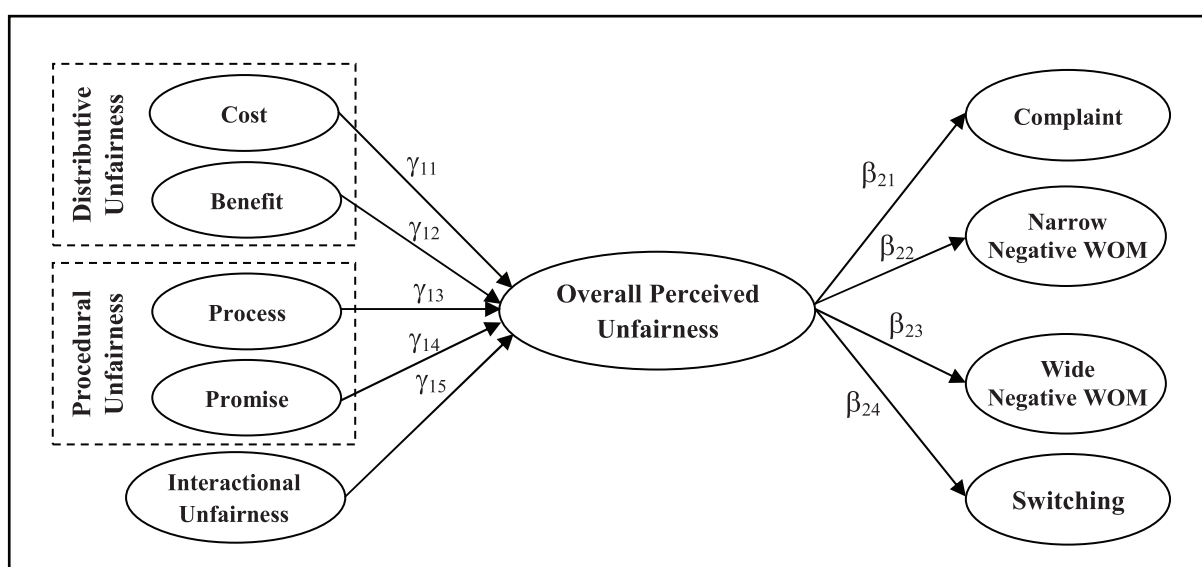 Distributive
Unfairness
Cost
Benefit
Procedural
Unfairness
Process
Promise
Interactional
Unfairness
γ11
γ12
γ13
γ14
γ15
Overall Perceived
Unfairness
β21
β22
β23
β24
Complaint
Narrow
Negative WOM
Wide
Negative WOM
Switching